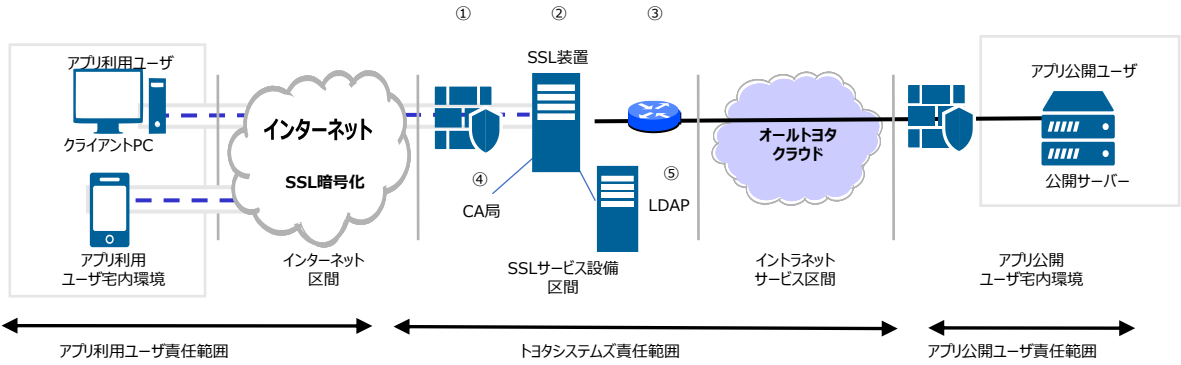 ①
②
③
アプリ利用ユーザ
クライアントPC
インターネット
SSL暗号化
SSL装置
④
CA局
⑤
LDAP
オールトヨタ
クラウド
アプリ公開ユーザ
公開サーバー
アプリ利用
ユーザ宅内環境
インターネット
区間
SSLサービス設備
区間
イントラネット
サービス区間
アプリ公開
ユーザ宅内環境
アプリ利用ユーザ責任範囲
トヨタシステムズ責任範囲
アプリ公開ユーザ責任範囲